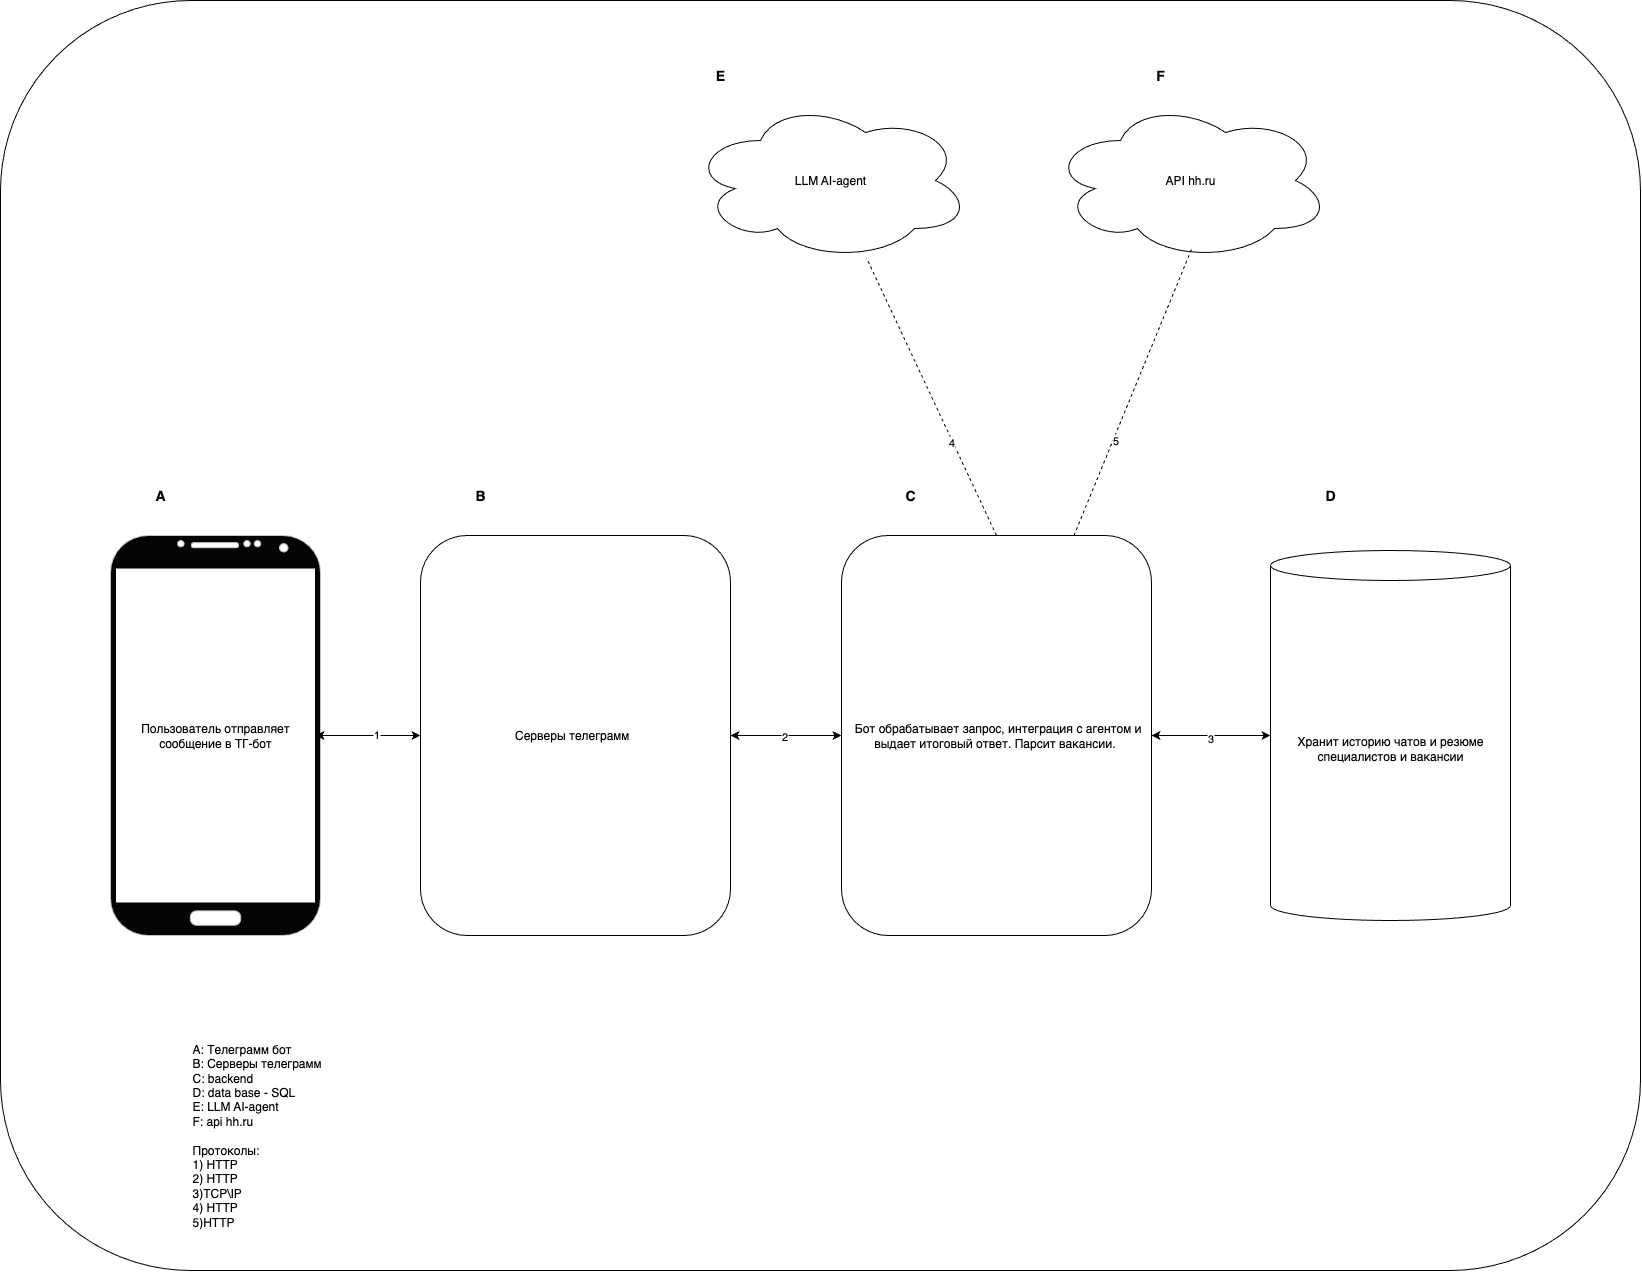 E
F
LLM AI-agent
API hh.ru
4
5
A
B
C
D
Пользователь отправляет
сообщение в ТГ-бот
1
Серверы телеграмм
2
Бот обрабатывает запрос, интеграция с агентом и
выдает итоговый ответ. Парсит вакансии.
3
Хранит историю чатов и резюме
специалистов и вакансии
A: Телеграмм бот
B: Серверы телеграмм
C: backend
D: data base - SQL
E: LLM AI-agent
F: api hh.ru
Протоколы:
1) HTTP
2) HTTP
3)TCP\IP
4) HTTP
5)HTTP